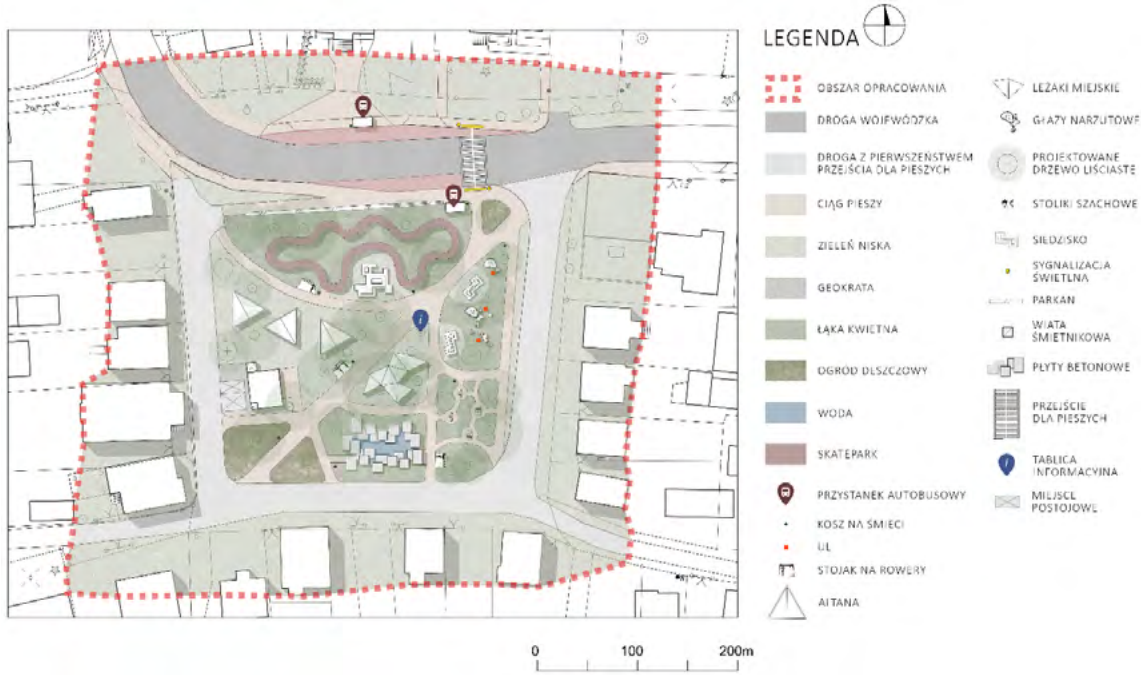 LEGENDA
OBSZAR OPRACOWANIA
DROGA WOJEWÓDZKA
DROGA Z PIERWSZEŃSTWEM
PRZEJŚCIA DLA PIESZYCH
CIĄG PIESZY
ZIELEŃ NISKA
GEOKRATA
ŁĄKA KWIETNA
OGRÓD DESZCZOWY
WODA
SKATEPARK
PRZYSTANEK AUTOBUSOWY
KOSZ NA ŚMIECI
UL
STOJAK NA ROWERY
ALTANA
LEŻAKI MIEJSKIE
GŁAZY NARZUTOWE
PROJEKTOWANE
DRZEWO LIŚCIASTE
STOLIKI SZACHOWE
SIEDZISKO
SYGNALIZACJA
ŚWIETLNA
PARKAN
WIATA
ŚMIETNIKOWA
PŁYTY BETONOWE
PRZEJŚCIE
DLA PIESZYCH
TABLICA
INFORMACYJNA
MIEJSCE
POSTOJOWE
0 100 200m